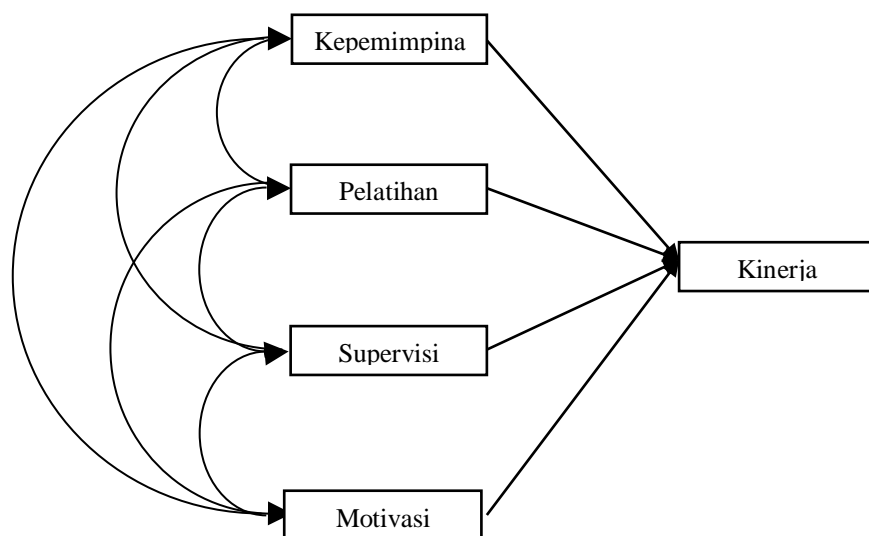 Kepemimpina
Pelatihan
Kinerja
Supervisi
Motivasi